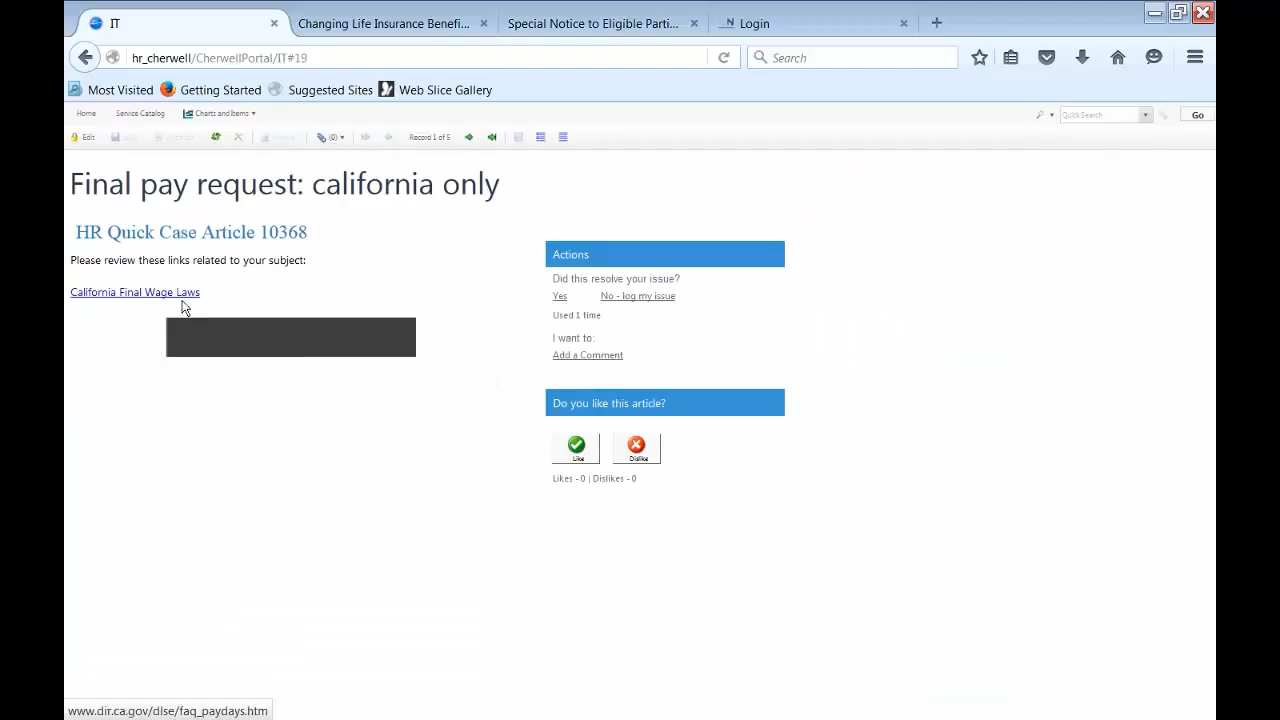 IT
Changing Life Insurance Benefi...
Special Notice to Eligible Parti...
N Login
hr_cherwell/CherwellPortal/IT#19
Search
Most Visited
Getting Started
Suggested Sites
Web Slice Gallery
Home
Service Catalog
Charts and Items
Quick Search
Go
Edit
(0)
Record 1 of 5
Final pay request: california only
HR Quick Case Article 10368
Please review these links related to your subject:
California Final Wage Laws
Actions
Did this resolve your issue?
Yes
No - log my issue
Used 1 time
I want to:
Add a Comment
Do you like this article?
Like
Dislike
Likes - 0 | Dislikes - 0
www.dir.ca.gov/dlse/faq_paydays.htm